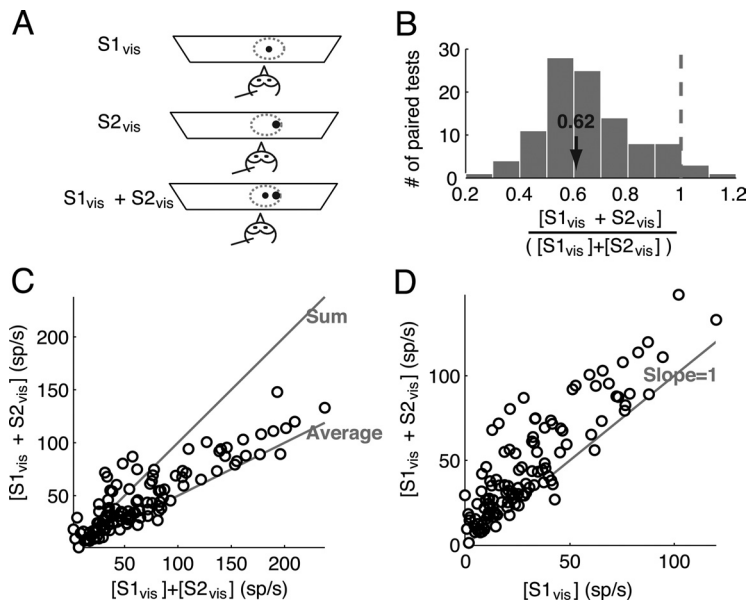 A
S1vis
S2vis
S1vis + S2vis
B
# of paired tests
30
20
10
0
0.62
0.2 0.4 0.6 0.8 1 1.2
[S1vis + S2vis]
( [S1vis]+[S2vis] )
C
[S1vis + S2vis] (sp/s)
200
150
100
50
Sum
Average
50 100 150 200
[S1vis]+[S2vis] (sp/s)
D
[S1vis + S2vis] (sp/s)
100
50
0
Slope=1
0 50 100
[S1vis] (sp/s)